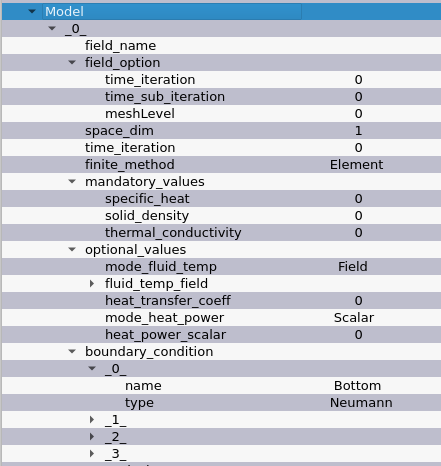 Model
_0_
field_name
field_option
time_iteration 0
time_sub_iteration 0
meshLevel 0
space_dim 1
time_iteration 0
finite_method Element
mandatory_values
specific_heat 0
solid_density 0
thermal_conductivity 0
optional_values
mode_fluid_temp Field
fluid_temp_field
heat_transfer_coeff 0
mode_heat_power Scalar
heat_power_scalar 0
boundary_condition
_0_
name Bottom
type Neumann
_1_
_2_
_3_